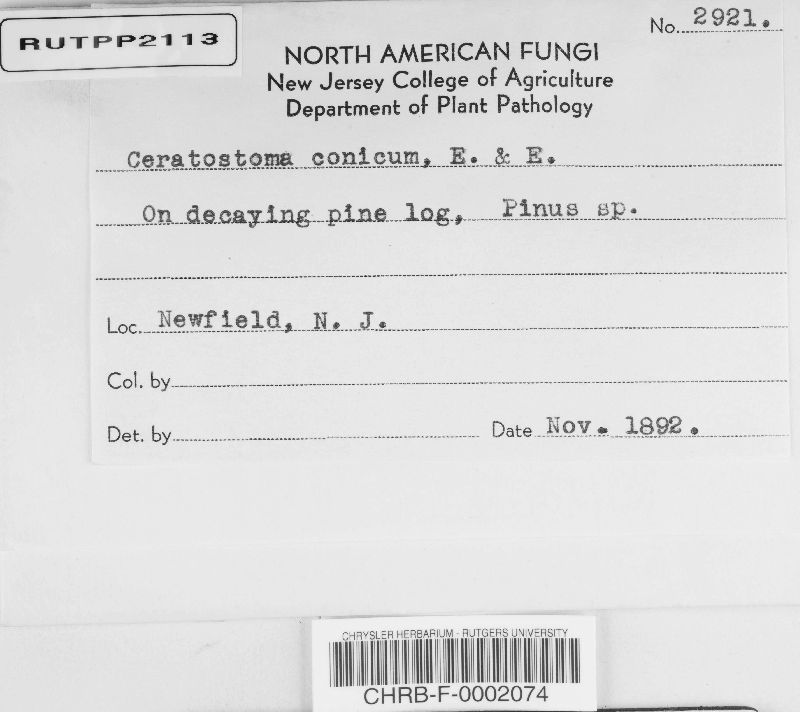 RUTPP2113
No. 2921.
NORTH AMERICAN FUNGI
New Jersey College of Agriculture
Department of Plant Pathology
Ceratostoma conicum, E. & E.
On decaying pine log, Pinus sp.
Loc. Newfield, N. J.
Col. by
Det. by Date Nov. 1892.
CHRYSLER HERBARIUM - RUTGERS UNIVERSITY
CHRB-F-0002074